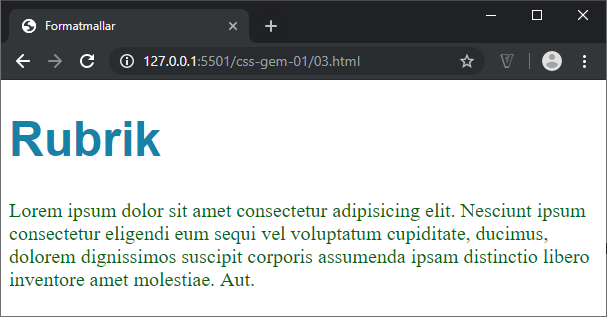 Formatmallar
127.0.0.1:5501/css-gem-01/03.html
Rubrik
Lorem ipsum dolor sit amet consectetur adipisicing elit. Nesciunt ipsum
consectetur eligendi eum sequi vel voluptatum cupiditate, ducimus,
dolorem dignissimos suscipit corporis assumenda ipsam distinctio libero
inventore amet molestiae. Aut.